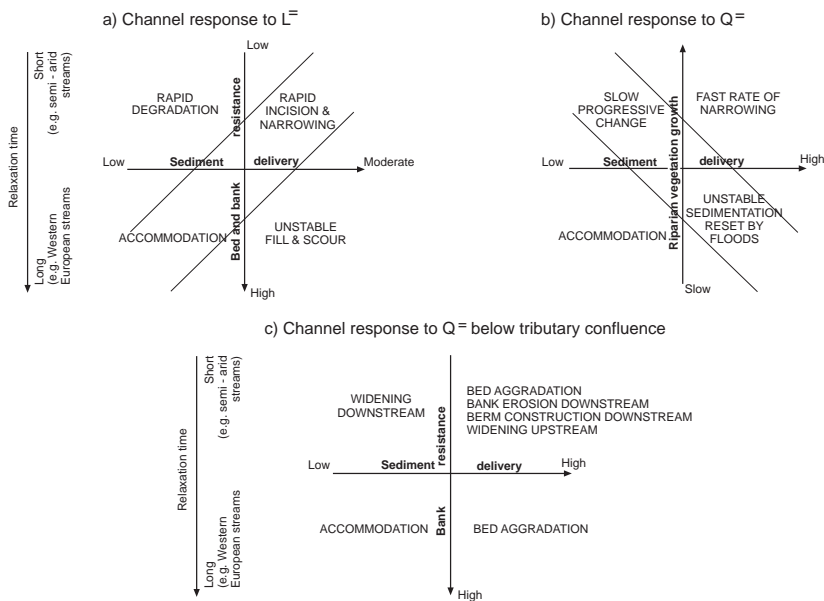 a) Channel response to L=
Low
RAPID
DEGRADATION
RAPID
INCISION &
NARROWING
Low
Sediment
delivery
Moderate
Bed and bank
resistance
ACCOMMODATION
UNSTABLE
FILL & SCOUR
High
Relaxation time
Short
(e.g. semi - arid
streams)
Long
(e.g. Western
European streams
b) Channel response to Q=
SLOW
PROGRESSIVE
CHANGE
FAST RATE OF
NARROWING
Low
Sediment
delivery
High
Riparian vegetation growth
ACCOMMODATION
UNSTABLE
SEDIMENTATION
RESET BY
FLOODS
Slow
c) Channel response to Q= below tributary confluence
Relaxation time
Short
(e.g. semi - arid
streams)
Long
(e.g. Western
European streams
WIDENING
DOWNSTREAM
BED AGGRADATION
BANK EROSION DOWNSTREAM
BERM CONSTRUCTION DOWNSTREAM
WIDENING UPSTREAM
Low
Sediment
delivery
High
Bank
resistance
ACCOMMODATION
BED AGGRADATION
High